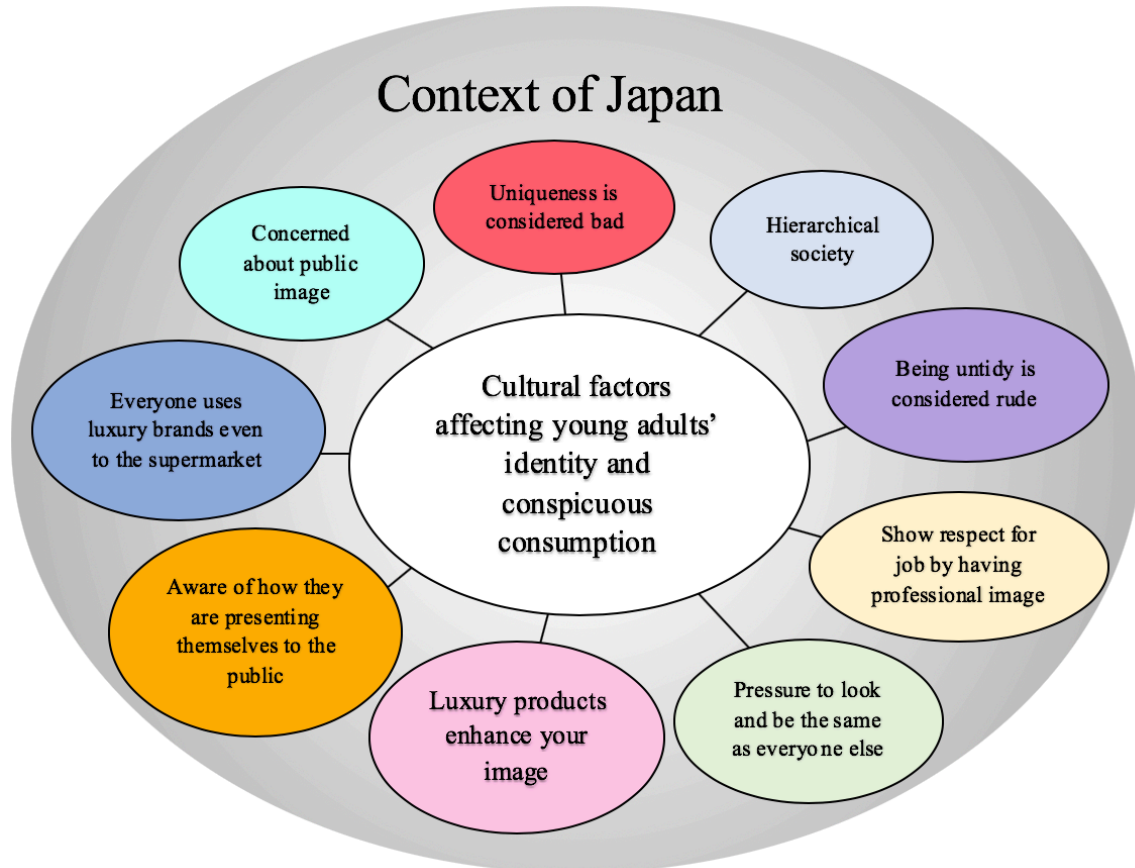 Context of Japan
Uniqueness is
considered bad
Hierarchical
society
Being untidy is
considered rude
Show respect for
job by having
professional image
Pressure to look
and be the same
as everyone else
Luxury products
enhance your
image
Aware of how they
are presenting
themselves to the
public
Everyone uses
luxury brands even
to the supermarket
Concerned
about public
image
Cultural factors
affecting young adults’
identity and
conspicuous
consumption